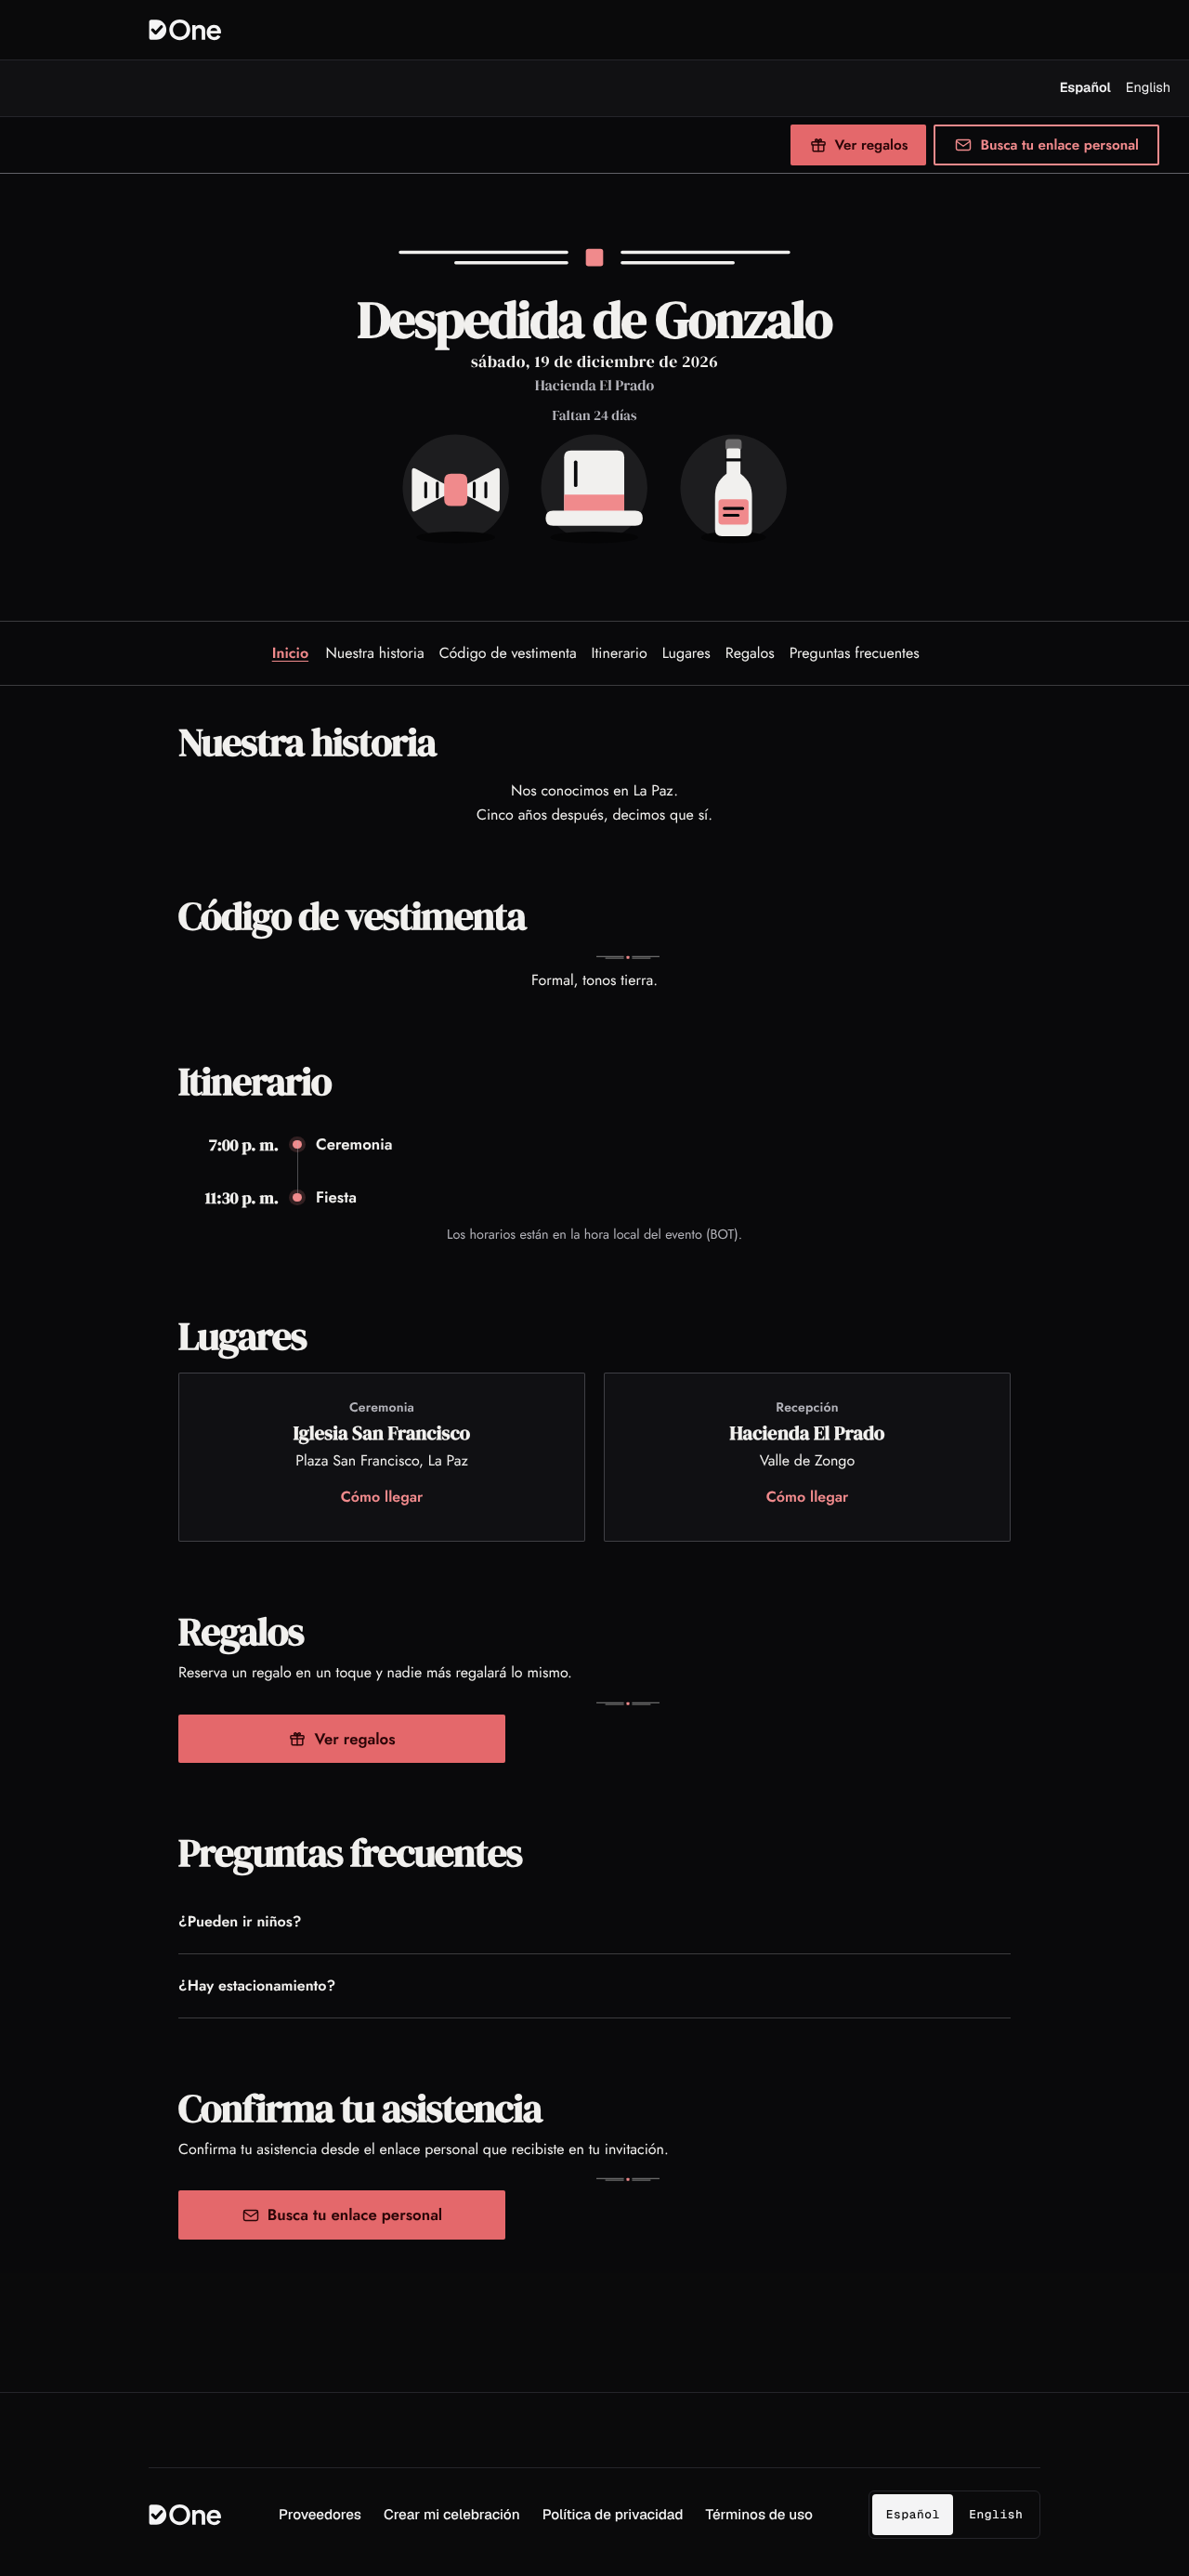 One
Español English
Ver regalos Busca tu enlace personal
Despedida de Gonzalo
sábado, 19 de diciembre de 2026
Hacienda El Prado
Faltan 24 días
Inicio Nuestra historia Código de vestimenta Itinerario Lugares Regalos Preguntas frecuentes
Nuestra historia
Nos conocimos en La Paz.
Cinco años después, decimos que sí.
Código de vestimenta
Formal, tonos tierra.
Itinerario
7:00 p. m. Ceremonia
11:30 p. m. Fiesta
Los horarios están en la hora local del evento (BOT).
Lugares
Ceremonia
Iglesia San Francisco
Plaza San Francisco, La Paz
Cómo llegar
Recepción
Hacienda El Prado
Valle de Zongo
Cómo llegar
Regalos
Reserva un regalo en un toque y nadie más regalará lo mismo.
Ver regalos
Preguntas frecuentes
¿Pueden ir niños?
¿Hay estacionamiento?
Confirma tu asistencia
Confirma tu asistencia desde el enlace personal que recibiste en tu invitación.
Busca tu enlace personal
One Proveedores Crear mi celebración Política de privacidad Términos de uso Español English